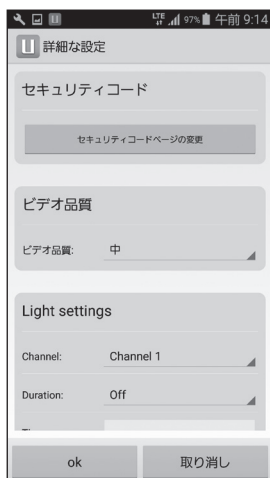 LTE 97% 午前 9:14
詳細な設定
セキュリティコード
セキュリティコードページの変更
ビデオ品質
ビデオ品質: 中
Light settings
Channel: Channel 1
Duration: Off
ok 取り消し